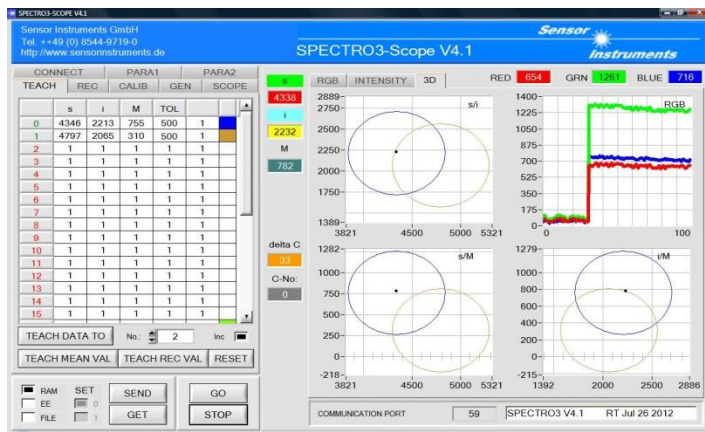 SPECTRO3-SCOPE V4.1
Sensor Instruments GmbH
Tel. ++49 (0) 8544-9719-0
http://www.sensorinstruments.de
SPECTRO3-Scope V4.1
Sensor
Instruments
CONNECT PARA1 PARA2
TEACH REC CALIB GEN SCOPE
s i M TOL
0 4346 2213 755 500 1
1 4797 2065 310 500 1
2 1 1 1 1 1
3 1 1 1 1 1
4 1 1 1 1 1
5 1 1 1 1 1
6 1 1 1 1 1
7 1 1 1 1 1
8 1 1 1 1 1
9 1 1 1 1 1
10 1 1 1 1 1
11 1 1 1 1 1
12 1 1 1 1 1
13 1 1 1 1 1
14 1 1 1 1 1
15 1 1 1 1 1
TEACH DATA TO No.: 2 Inc
TEACH MEAN VAL TEACH REC VAL RESET
RAM SET SEND GO
EE 0
FILE 1 GET STOP
s
4338
i
2232
M
782
delta C
33
C-No:
0
RGB INTENSITY 3D RED 654 GRN 1261 BLUE 716
s/i
2889
2750
2500
2250
2000
1750
1389
3821 4500 5000 5321
RGB
1400
1225
1050
875
700
525
350
175
0
0 100
s/M
1282
1000
750
500
250
0
-218
3821 4500 5000 5321
i/M
1279
1000
800
600
400
200
0
-215
1392 2000 2500 2886
COMMUNICATION PORT 59 SPECTRO3 V4.1 RT Jul 26 2012